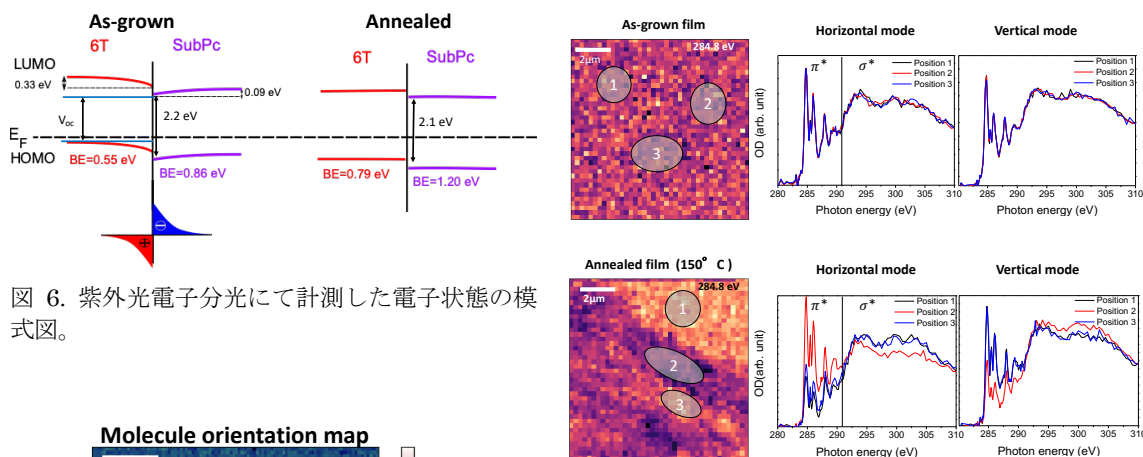 As-grown
Annealed
6T
SubPc
6T
SubPc
LUMO
0.33 eV
0.09 eV
Voc
2.2 eV
2.1 eV
EF
HOMO
BE=0.55 eV
BE=0.86 eV
BE=0.79 eV
BE=1.20 eV
⊖
⊕
図 6. 紫外光電子分光にて計測した電子状態の模
式図。
Molecule orientation map
As-grown film
284.8 eV
2μm
1
2
3
Horizontal mode
π* σ*
Position 1
Position 2
Position 3
OD (arb. unit)
280 285 290 295 300 305 310
Photon energy (eV)
Vertical mode
Position 1
Position 2
Position 3
280 285 290 295 300 305 310
Photon energy (eV)
Annealed film (150° C)
284.8 eV
2μm
1
2
3
Horizontal mode
π* σ*
Position 1
Position 2
Position 3
OD(arb. unit)
280 285 290 295 300 305 310
Photon energy (eV)
Vertical mode
Position 1
Position 2
Position 3
280 285 290 295 300 305 310
Photon energy (eV)